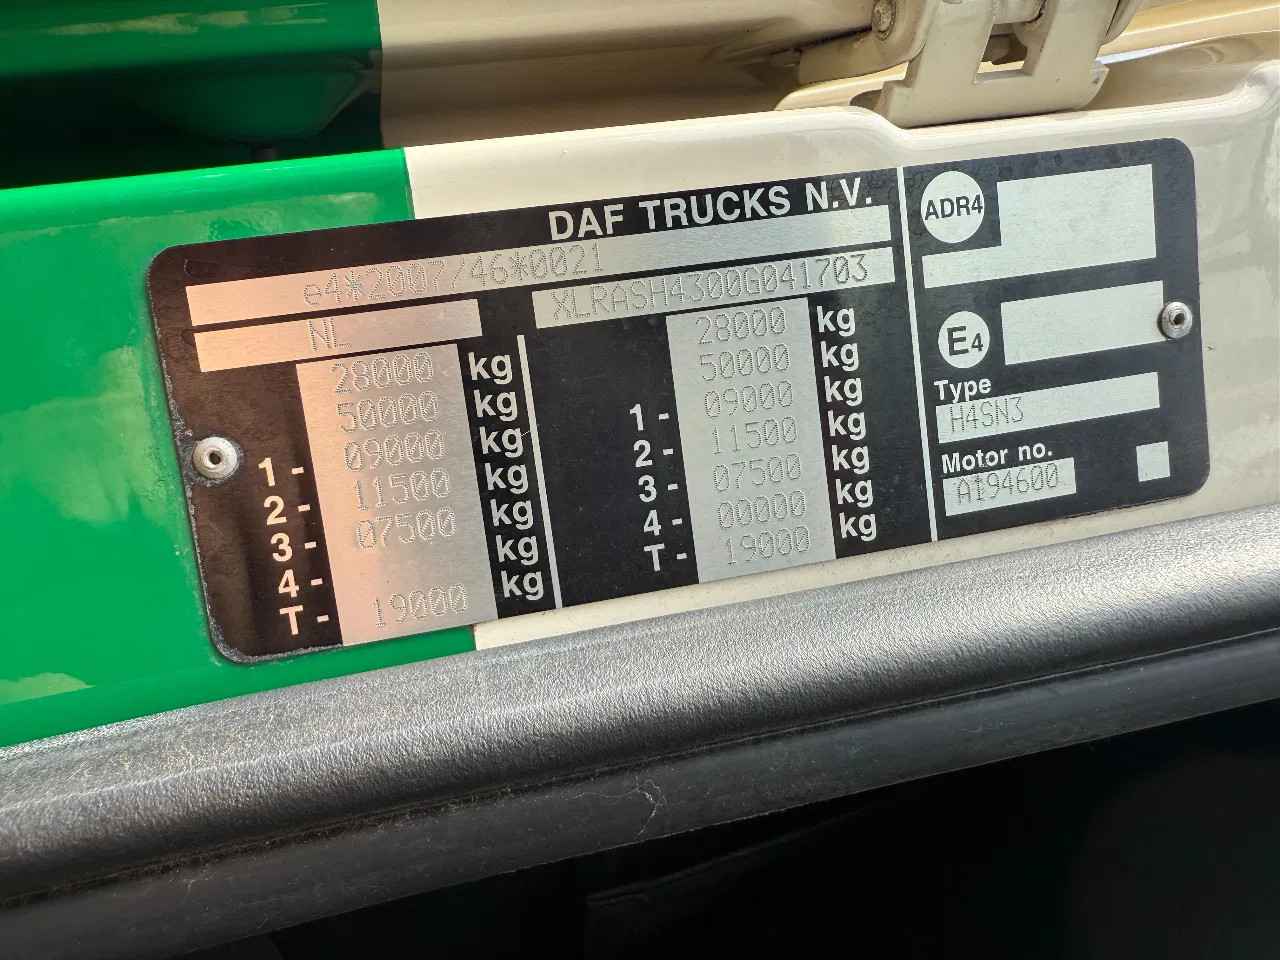 DAF TRUCKS N.V.
e4*2007/46*0021
NL
XLRASH4300G041703
28000 kg
50000 kg
1 - 09000 kg
2 - 11500 kg
3 - 07500 kg
4 - kg
T - 19000 kg
28000 kg
50000 kg
1 - 09000 kg
2 - 11500 kg
3 - 07500 kg
4 - 00000 kg
T - 19000 kg
ADR4
E4
Type
H4SN3
Motor no.
A194600